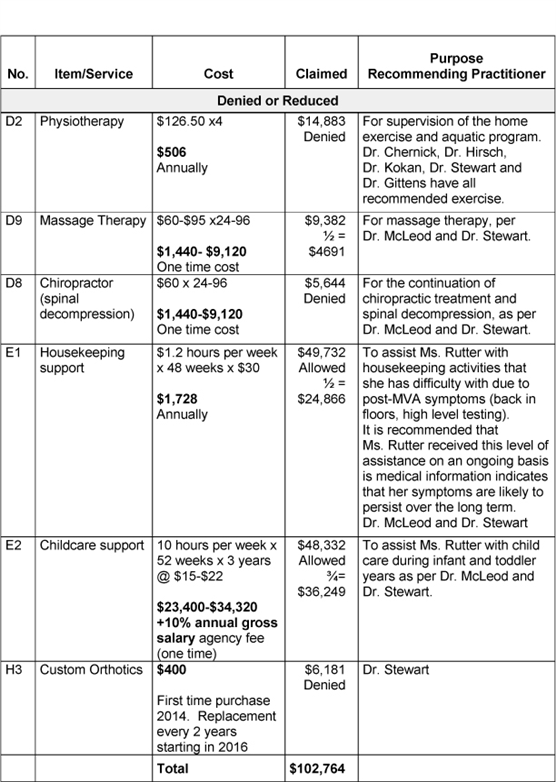 No. Item/Service Cost Claimed Purpose
Recommending Practitioner
Denied or Reduced
D2 Physiotherapy $126.50 x4 $14,883 For supervision of the home
Denied exercise and aquatic program.
$506 Dr. Chernick, Dr. Hirsch,
Annually Dr. Kokan, Dr. Stewart and
Dr. Gittens have all
recommended exercise.
D9 Massage Therapy $60-$95 x24-96 $9,382 For massage therapy, per
½ = Dr. McLeod and Dr. Stewart.
$1,440- $9,120 $4691
One time cost
D8 Chiropractor $60 x 24-96 $5,644 For the continuation of
(spinal Denied chiropractic treatment and
decompression) $1,440-$9,120 spinal decompression, as per
One time cost Dr. McLeod and Dr. Stewart.
E1 Housekeeping $1.2 hours per week $49,732 To assist Ms. Rutter with
support x 48 weeks x $30 Allowed housekeeping activities that
½ = she has difficulty with due to
$1,728 $24,866 post-MVA symptoms (back in
Annually floors, high level testing).
It is recommended that
Ms. Rutter received this level of
assistance on an ongoing basis
is medical information indicates
that her symptoms are likely to
persist over the long term.
Dr. McLeod and Dr. Stewart
E2 Childcare support 10 hours per week x $48,332 To assist Ms. Rutter with child
52 weeks x 3 years Allowed care during infant and toddler
@ $15-$22 ¾= years as per Dr. McLeod and
$36,249 Dr. Stewart.
$23,400-$34,320
+10% annual gross
salary agency fee
(one time)
H3 Custom Orthotics $400 $6,181 Dr. Stewart
Denied
First time purchase
2014. Replacement
every 2 years
starting in 2016
Total $102,764